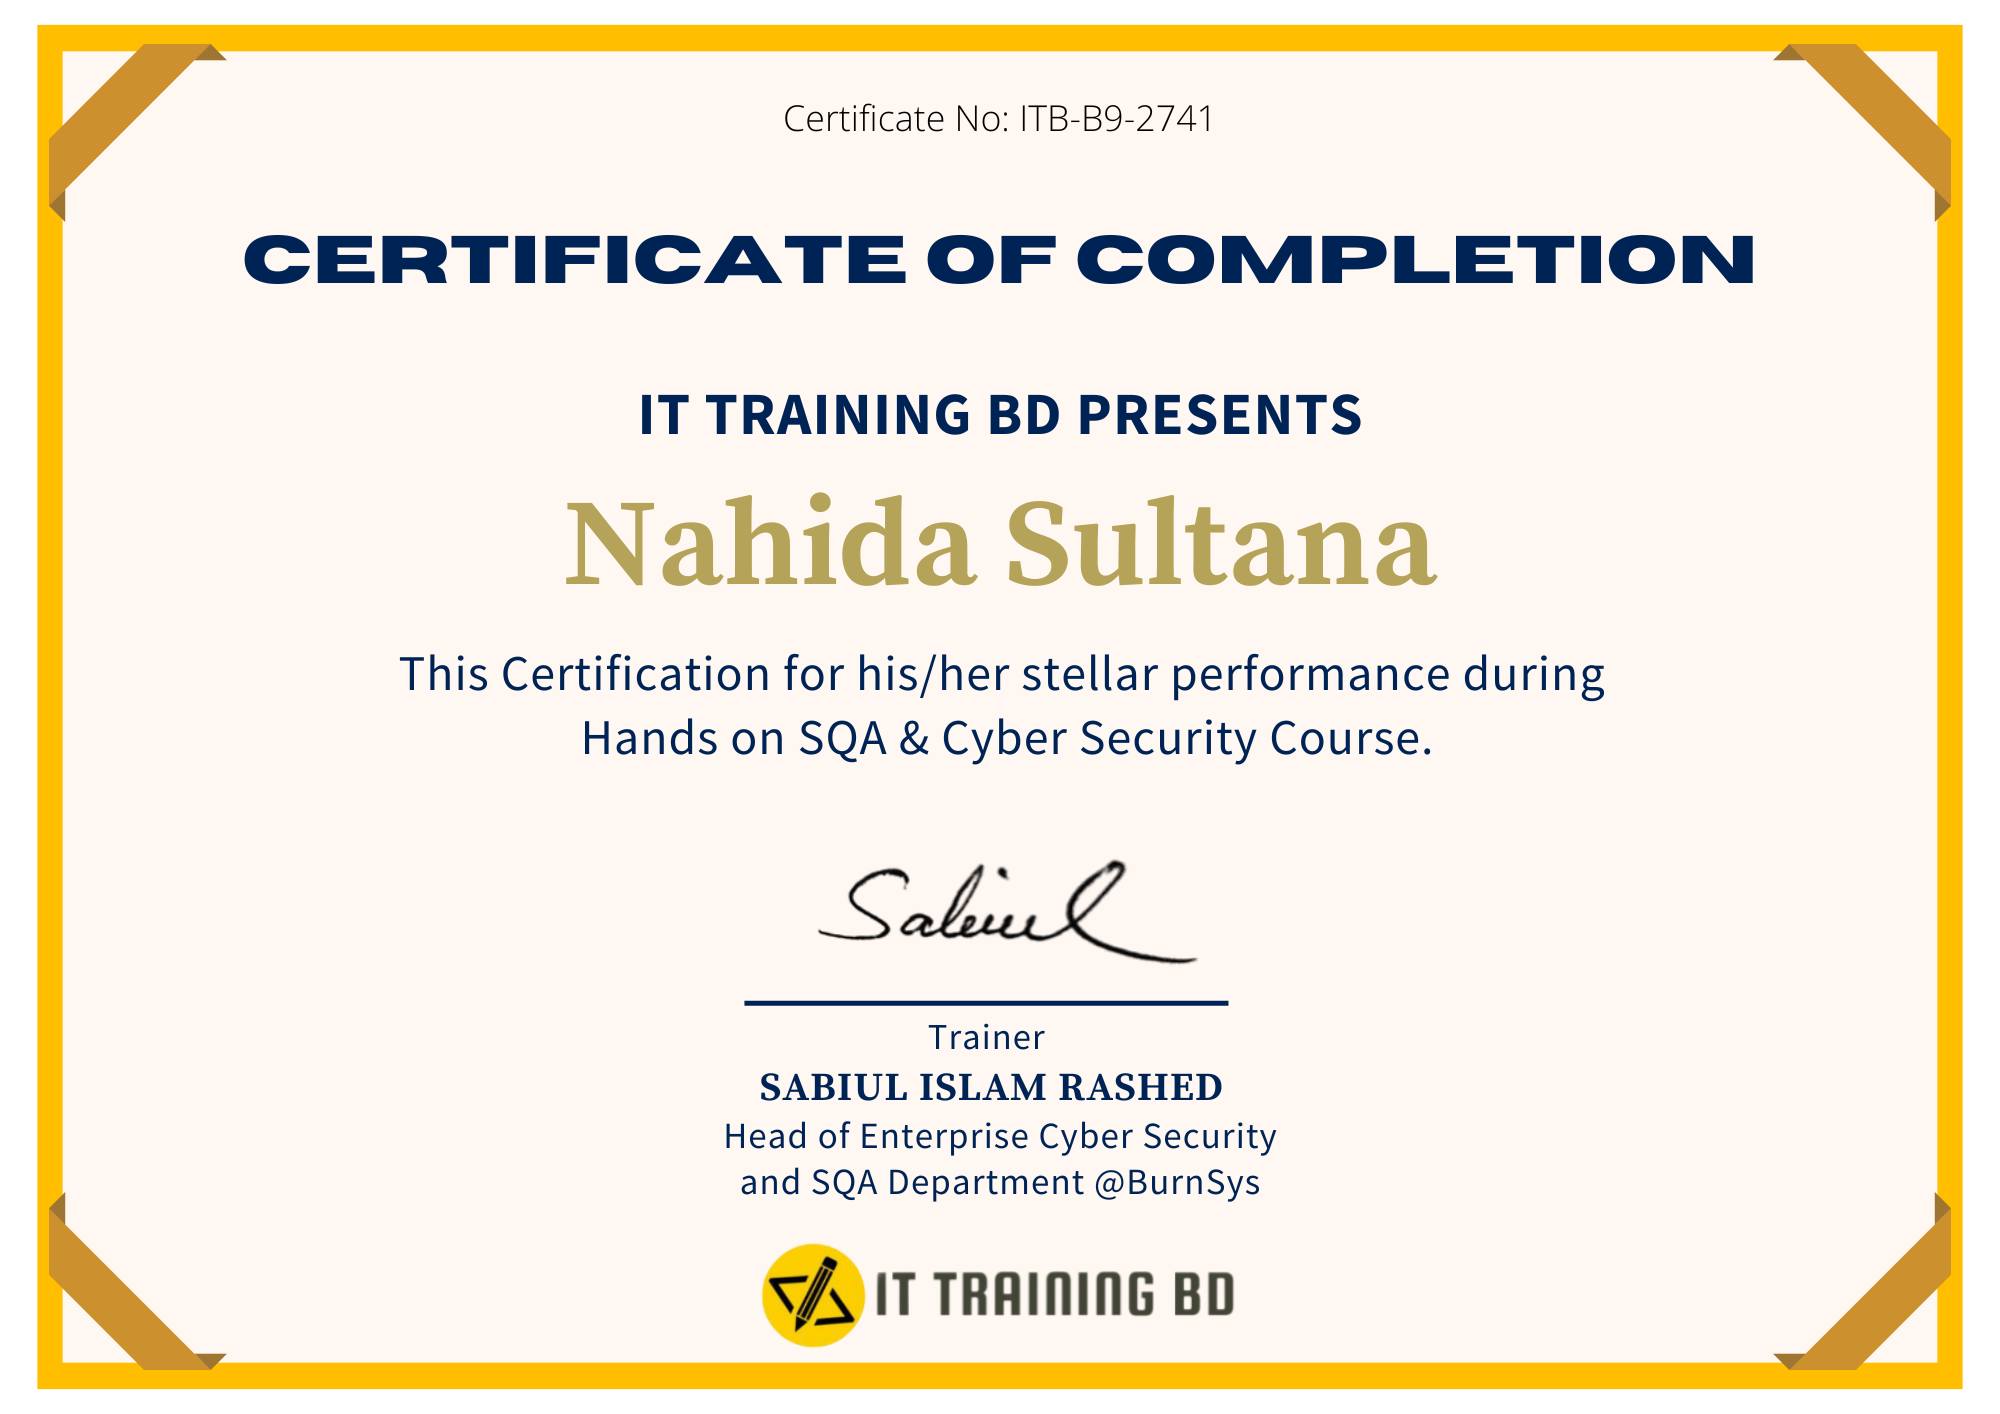 Certificate No: ITB-B9-2741
CERTIFICATE OF COMPLETION
IT TRAINING BD PRESENTS
Nahida Sultana
This Certification for his/her stellar performance during
Hands on SQA & Cyber Security Course.
Sabiul
Trainer
SABIUL ISLAM RASHED
Head of Enterprise Cyber Security
and SQA Department @BurnSys
IT TRAINING BD